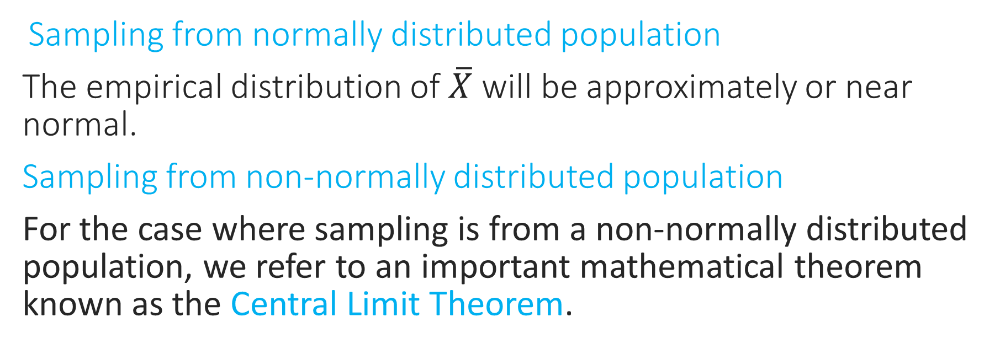 Sampling from normally distributed population
The empirical distribution of X̄ will be approximately or near
normal.
Sampling from non-normally distributed population
For the case where sampling is from a non-normally distributed
population, we refer to an important mathematical theorem
known as the Central Limit Theorem.